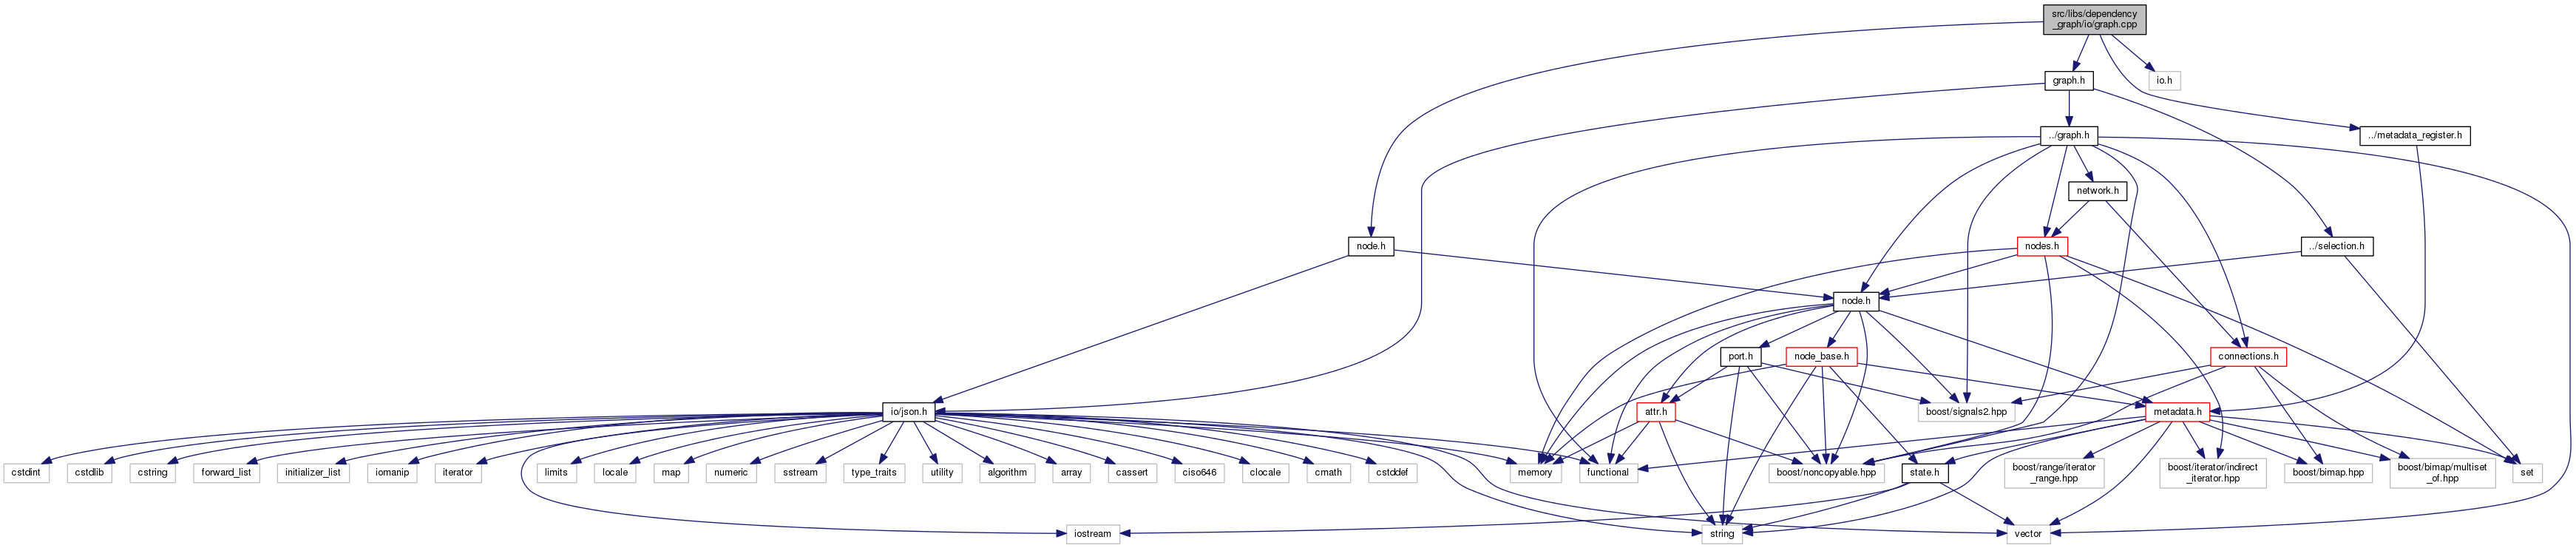 src/libs/dependency
_graph/io/graph.cpp
graph.h
io.h
../graph.h
../metadata_register.h
network.h
node.h
nodes.h
../selection.h
node.h
port.h
node_base.h
connections.h
io/json.h
attr.h
boost/signals2.hpp
metadata.h
cstdint
cstdlib
cstring
forward_list
initializer_list
iomanip
iterator
limits
locale
map
numeric
sstream
type_traits
utility
algorithm
array
cassert
ciso646
clocale
cmath
cstddef
memory
functional
boost/noncopyable.hpp
state.h
boost/range/iterator
_range.hpp
boost/iterator/indirect
_iterator.hpp
boost/bimap.hpp
boost/bimap/multiset
_of.hpp
set
iostream
string
vector